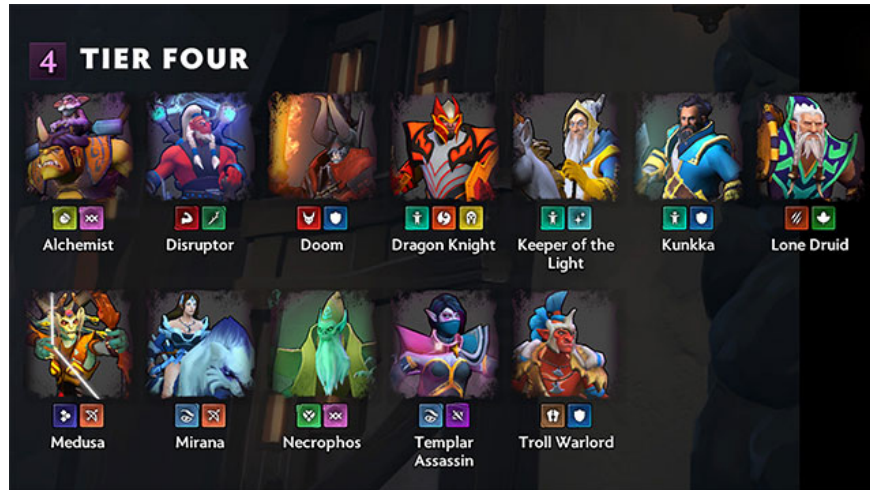 4 TIER FOUR
Alchemist
Disruptor
Doom
Dragon Knight
Keeper of the
Light
Kunkka
Lone Druid
Medusa
Mirana
Necrophos
Templar
Assassin
Troll Warlord